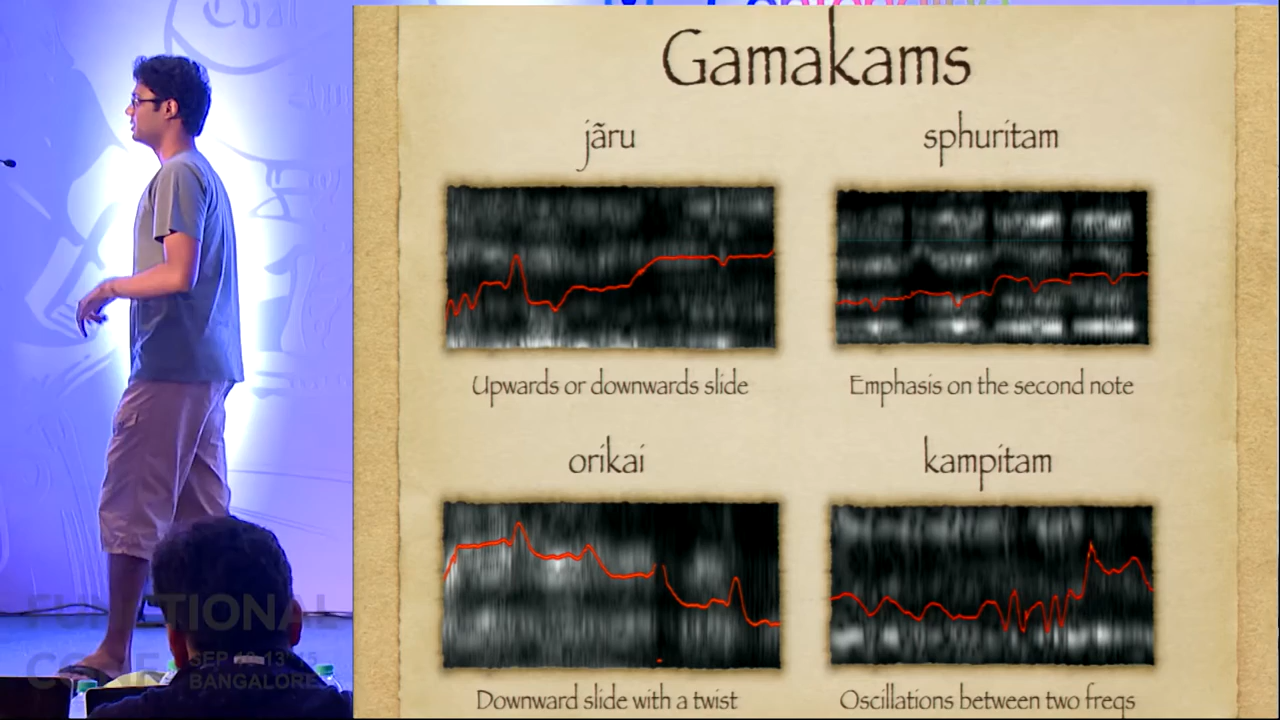 Gamakams
jãru
sphuritam
Upwards or downwards slide
Emphasis on the second note
orikai
kampitam
Downward slide with a twist
Oscillations between two freqs
FUNCTIONAL
CONF
BANGALORE